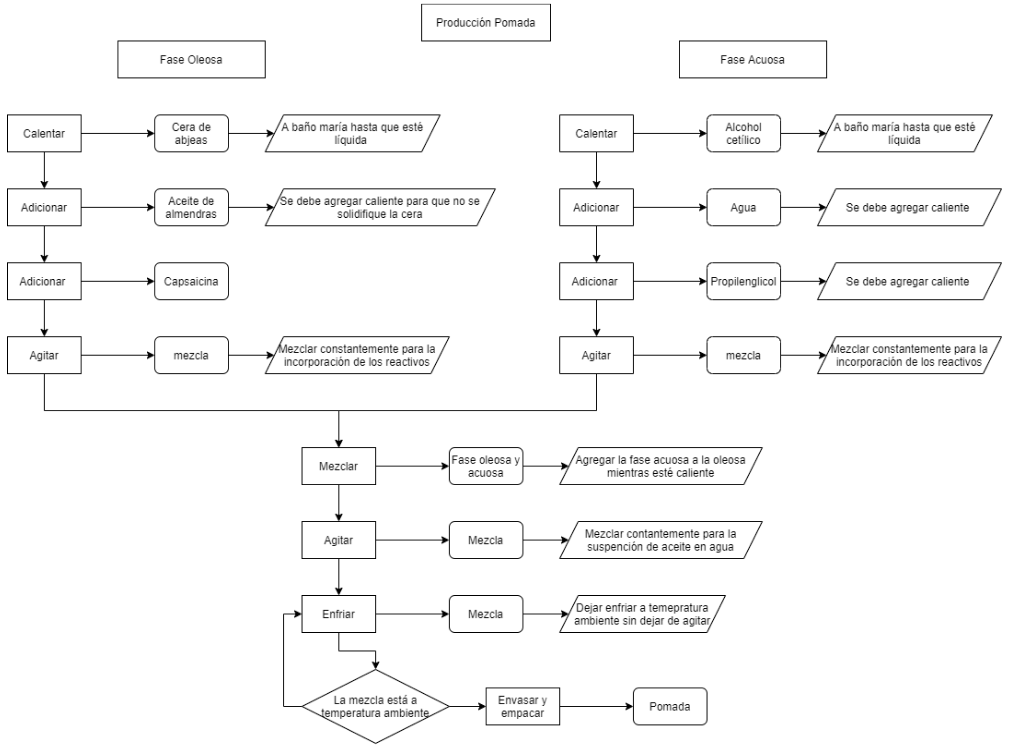 Producción Pomada
Fase Oleosa
Fase Acuosa
Calentar
Cera de
abjeas
A baño maría hasta que esté
líquida
Calentar
Alcohol
cetílico
A baño maría hasta que esté
líquida
Adicionar
Aceite de
almendras
Se debe agregar caliente para que no se
solidifique la cera
Adicionar
Agua
Se debe agregar caliente
Adicionar
Capsaicina
Adicionar
Propilenglicol
Se debe agregar caliente
Agitar
mezcla
Mezclar constantemente para la
incorporación de los reactivos
Agitar
mezcla
Mezclar constantemente para la
incorporación de los reactivos
Mezclar
Fase oleosa y
acuosa
Agregar la fase acuosa a la oleosa
mientras esté caliente
Agitar
Mezcla
Mezclar contantemente para la
suspención de aceite en agua
Enfriar
Mezcla
Dejar enfriar a temepratura
ambiente sin dejar de agitar
La mezcla está a
temperatura ambiente
Envasar y
empacar
Pomada